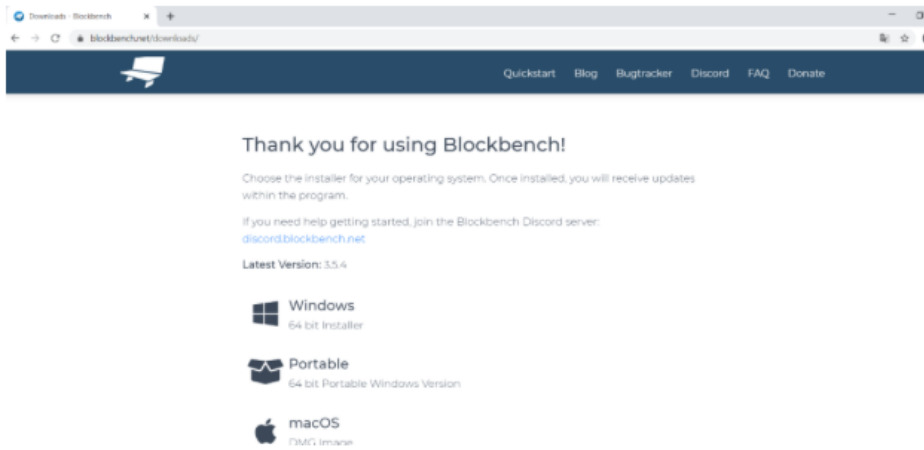 Downloads - Blockbench
blockbench.net/downloads/
Quickstart Blog Bugtracker Discord FAQ Donate
Thank you for using Blockbench!
Choose the installer for your operating system. Once installed, you will receive updates
within the program.
If you need help getting started, join the Blockbench Discord server:
discord.blockbench.net
Latest Version: 3.5.4
Windows
64 bit Installer
Portable
64 bit Portable Windows Version
macOS
DMG Image